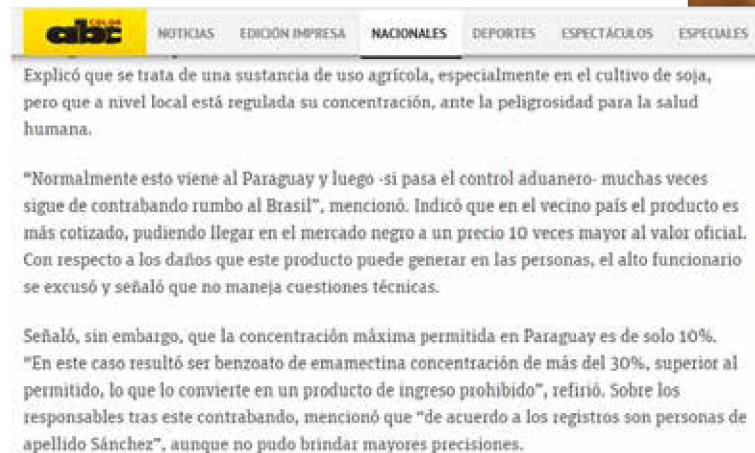 COLOR
abc
NOTICIAS EDICIÓN IMPRESA NACIONALES DEPORTES ESPECTÁCULOS ESPECIALES
Explicó que se trata de una sustancia de uso agrícola, especialmente en el cultivo de soja,
pero que a nivel local está regulada su concentración, ante la peligrosidad para la salud
humana.
“Normalmente esto viene al Paraguay y luego -si pasa el control aduanero- muchas veces
sigue de contrabando rumbo al Brasil”, mencionó. Indicó que en el vecino país el producto es
más cotizado, pudiendo llegar en el mercado negro a un precio 10 veces mayor al valor oficial.
Con respecto a los daños que este producto puede generar en las personas, el alto funcionario
se excusó y señaló que no maneja cuestiones técnicas.
Señaló, sin embargo, que la concentración máxima permitida en Paraguay es de solo 10%.
“En este caso resultó ser benzoato de emamectina concentración de más del 30%, superior al
permitido, lo que lo convierte en un producto de ingreso prohibido”, refirió. Sobre los
responsables tras este contrabando, mencionó que “de acuerdo a los registros son personas de
apellido Sánchez”, aunque no pudo brindar mayores precisiones.